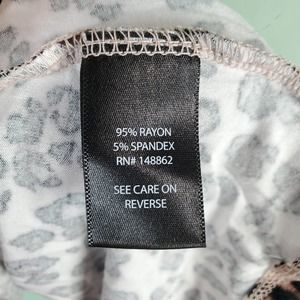 95% RAYON
5% SPANDEX
RN# 148862
SEE CARE ON
REVERSE